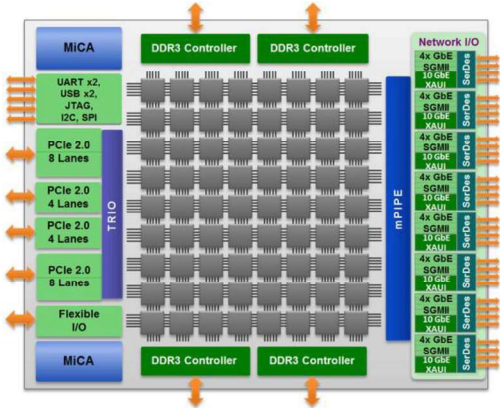 MiCA
DDR3 Controller
DDR3 Controller
Network I/O
UART x2,
USB x2,
JTAG,
I2C, SPI
PCIe 2.0
8 Lanes
PCIe 2.0
4 Lanes
PCIe 2.0
4 Lanes
PCIe 2.0
8 Lanes
TRIO
Flexible
I/O
MiCA
DDR3 Controller
DDR3 Controller
mPIPE
4x GbE
SGMII
10 GbE
XAUI
SerDes
4x GbE
SGMII
10 GbE
XAUI
SerDes
4x GbE
SGMII
10 GbE
XAUI
SerDes
4x GbE
SGMII
10 GbE
XAUI
SerDes
4x GbE
SGMII
10 GbE
XAUI
SerDes
4x GbE
SGMII
10 GbE
XAUI
SerDes
4x GbE
SGMII
10 GbE
XAUI
SerDes
4x GbE
SGMII
10 GbE
XAUI
SerDes